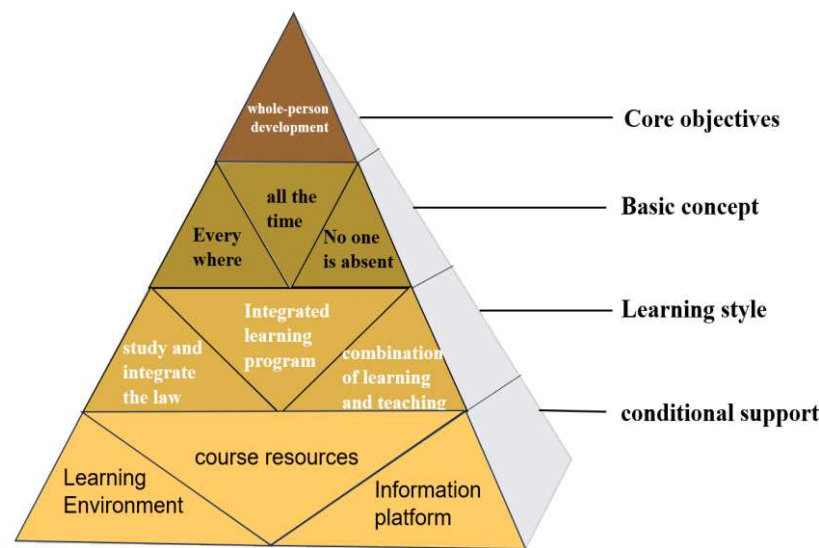 whole-person
development
Core objectives
all the
time
Every
where
No one
is absent
Basic concept
Integrated
learning
program
study and
integrate
the law
combination
of learning
and teaching
Learning style
course resources
Learning
Environment
Information
platform
conditional support